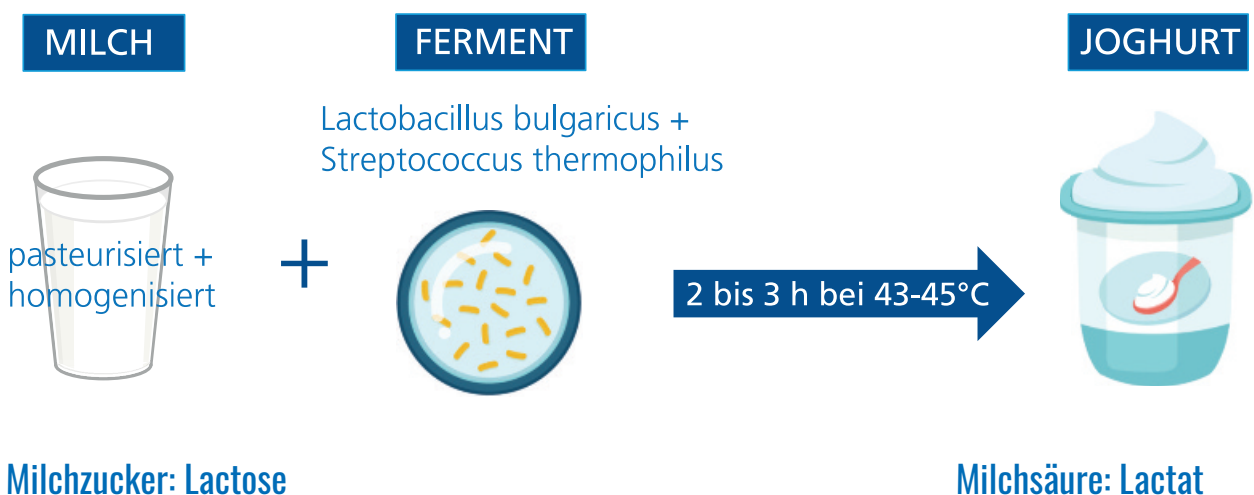 MILCH
FERMENT
JOGHURT
Lactobacillus bulgaricus +
Streptococcus thermophilus
pasteurisiert +
homogenisiert
+
2 bis 3 h bei 43-45°C
Milchzucker: Lactose
Milchsäure: Lactat